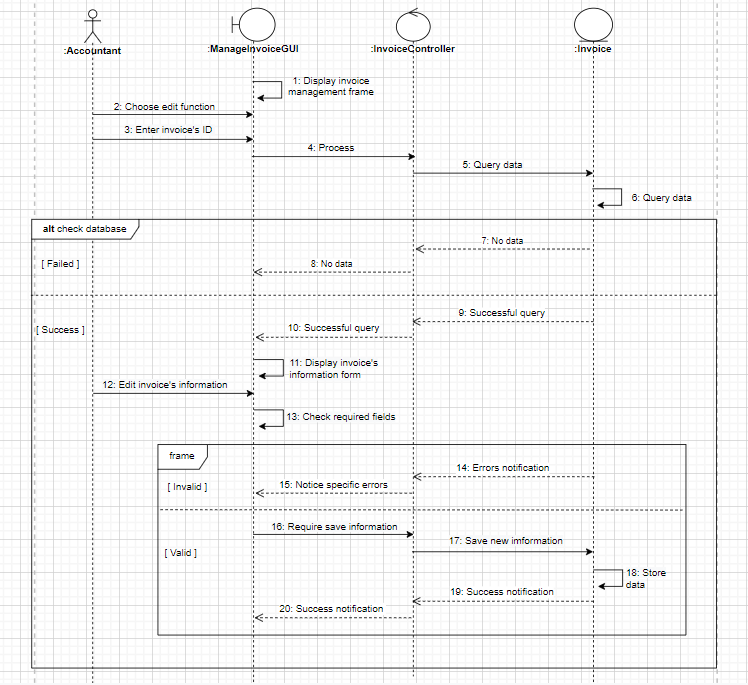 :Accountant
:ManageInvoiceGUI
:InvoiceController
:Invoice
1: Display invoice
management frame
2: Choose edit function
3: Enter invoice's ID
4: Process
5: Query data
6: Query data
alt check database
7: No data
[ Failed ]
8: No data
9: Successful query
[ Success ]
10: Successful query
11: Display invoice's
information form
12: Edit invoice's information
13: Check required fields
frame
14: Errors notification
[ Invalid ]
15: Notice specific errors
16: Require save information
17: Save new imformation
[ Valid ]
18: Store
data
19: Success notification
20: Success notification